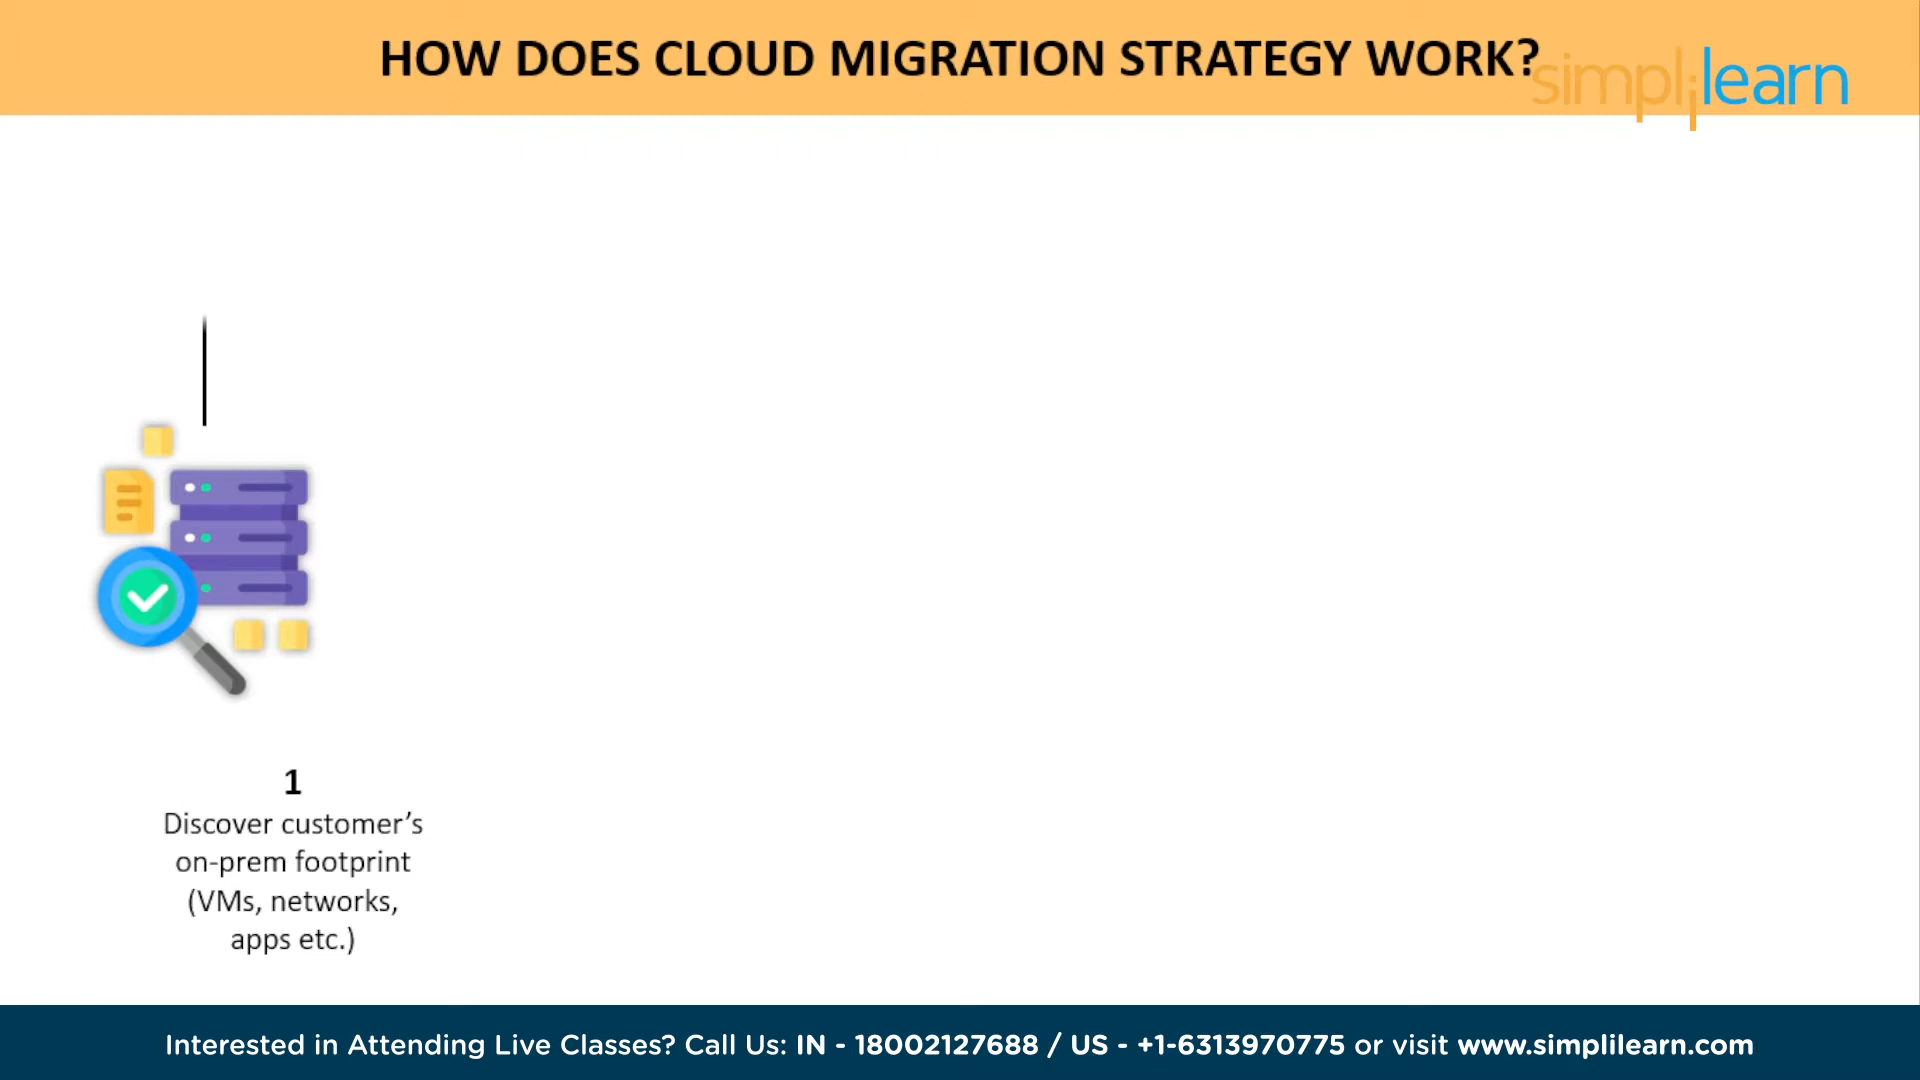 HOW DOES CLOUD MIGRATION STRATEGY WORK?
simplilearn
1
Discover customer’s
on-prem footprint
(VMs, networks,
apps etc.)
Interested in Attending Live Classes? Call Us: IN - 18002127688 / US - +1-6313970775 or visit www.simplilearn.com